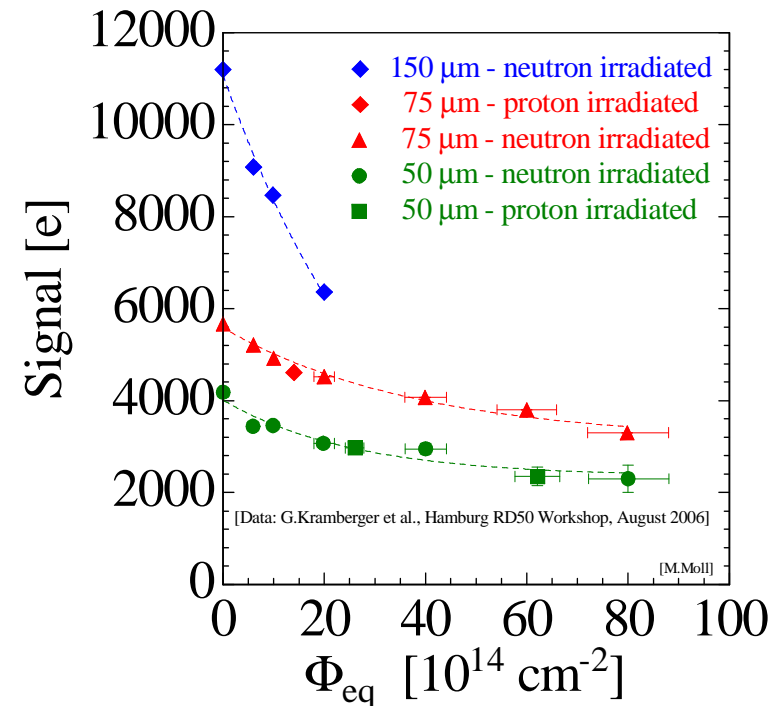 12000
10000
8000
6000
4000
2000
0
Signal [e]
150 μm - neutron irradiated
75 μm - proton irradiated
75 μm - neutron irradiated
50 μm - neutron irradiated
50 μm - proton irradiated
[Data: G.Kramberger et al., Hamburg RD50 Workshop, August 2006]
[M.Moll]
0 20 40 60 80 100
Φeq [10¹⁴ cm⁻²]